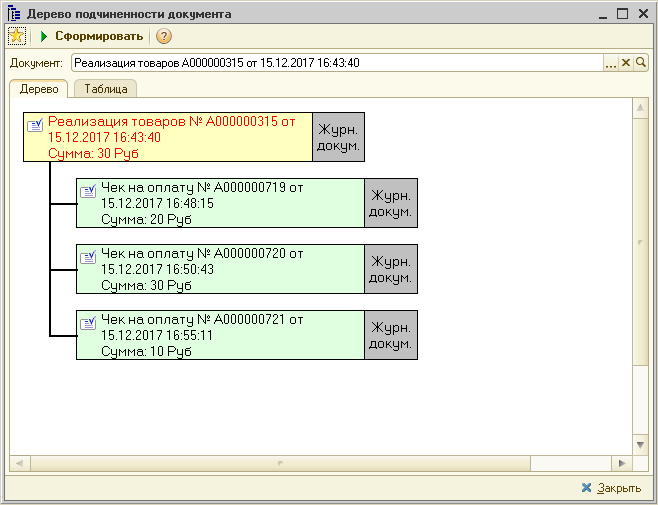 Дерево подчиненности документа
Сформировать
Документ: Реализация товаров А000000315 от 15.12.2017 16:43:40
Дерево Таблица
Реализация товаров № А000000315 от
15.12.2017 16:43:40
Сумма: 30 Руб
Журн.
докум.
Чек на оплату № А000000719 от
15.12.2017 16:48:15
Сумма: 20 Руб
Журн.
докум.
Чек на оплату № А000000720 от
15.12.2017 16:50:43
Сумма: 30 Руб
Журн.
докум.
Чек на оплату № А000000721 от
15.12.2017 16:55:11
Сумма: 10 Руб
Журн.
докум.
Закрыть